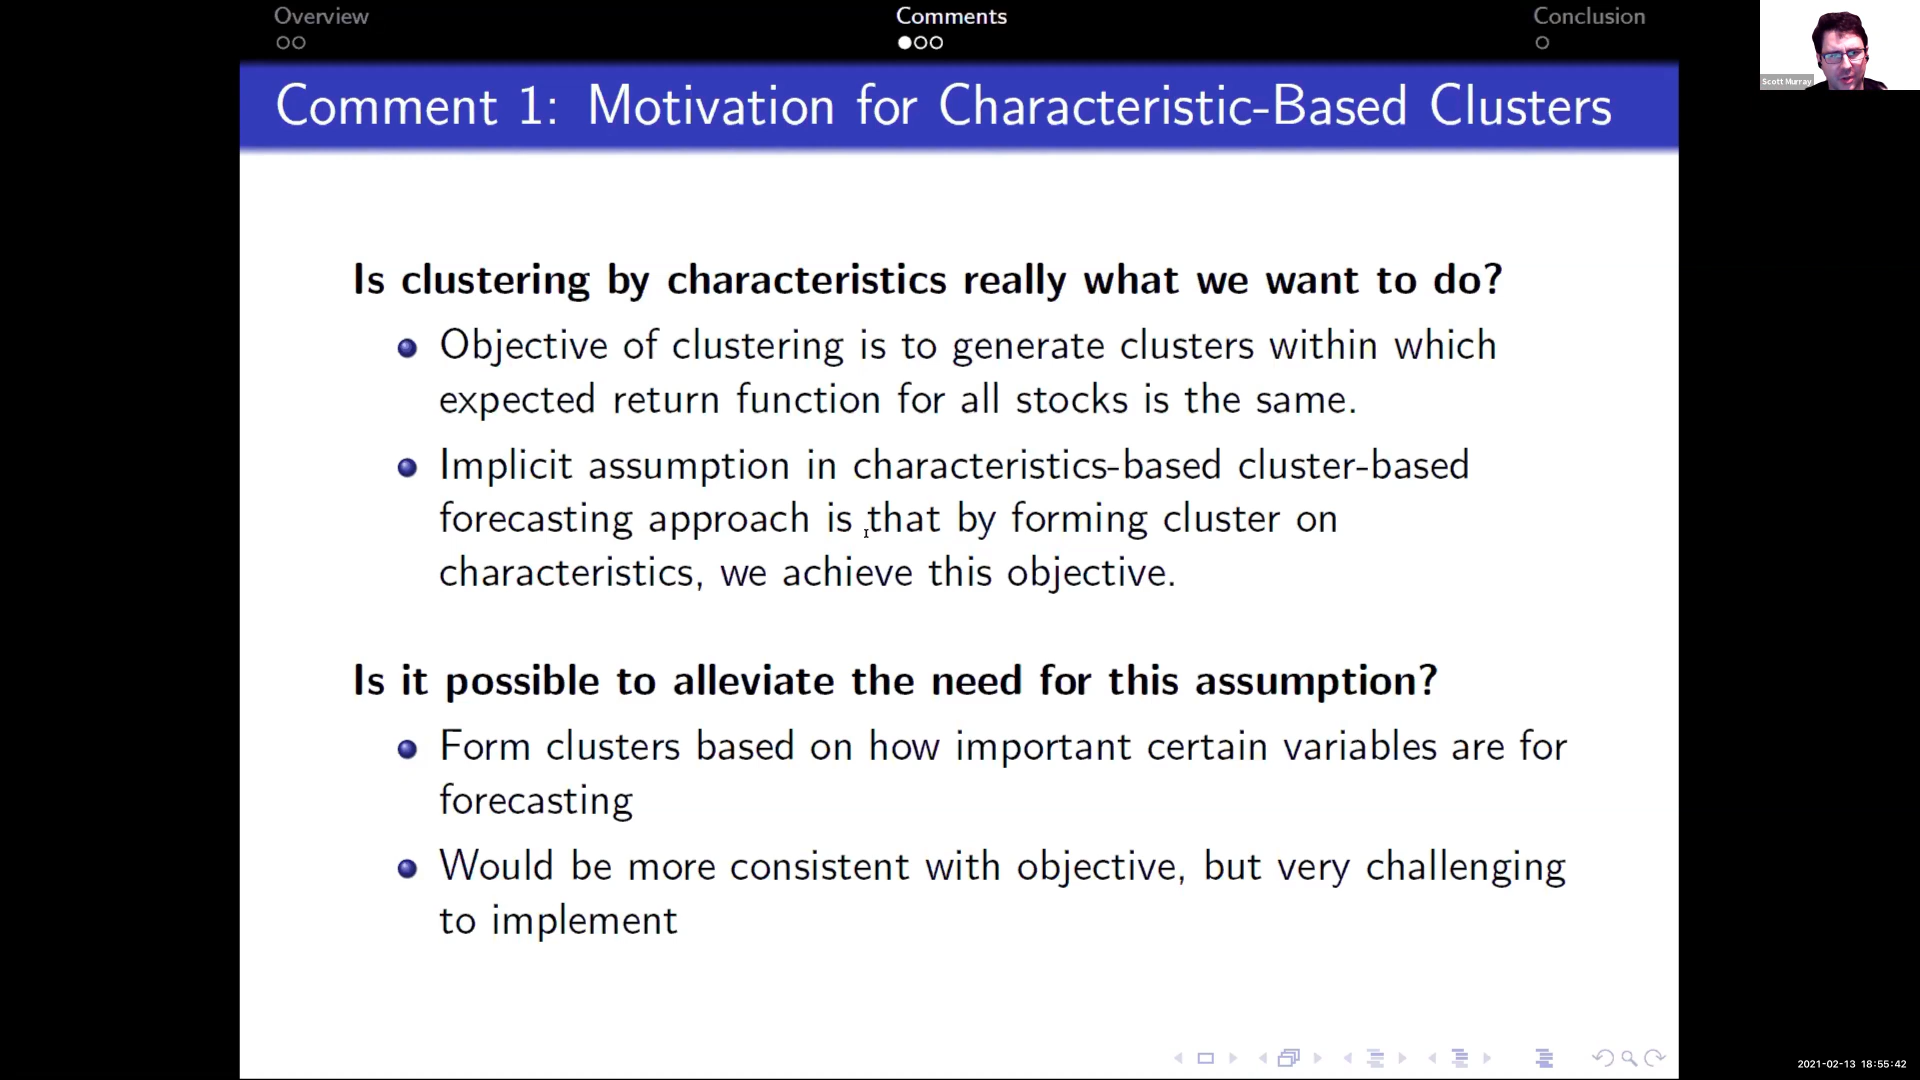 Overview
Comments
Conclusion
Scott Murray
Comment 1: Motivation for Characteristic-Based Clusters
Is clustering by characteristics really what we want to do?
Objective of clustering is to generate clusters within which
expected return function for all stocks is the same.
Implicit assumption in characteristics-based cluster-based
forecasting approach is that by forming cluster on
characteristics, we achieve this objective.
Is it possible to alleviate the need for this assumption?
Form clusters based on how important certain variables are for
forecasting
Would be more consistent with objective, but very challenging
to implement
2021-02-13 18:55:42